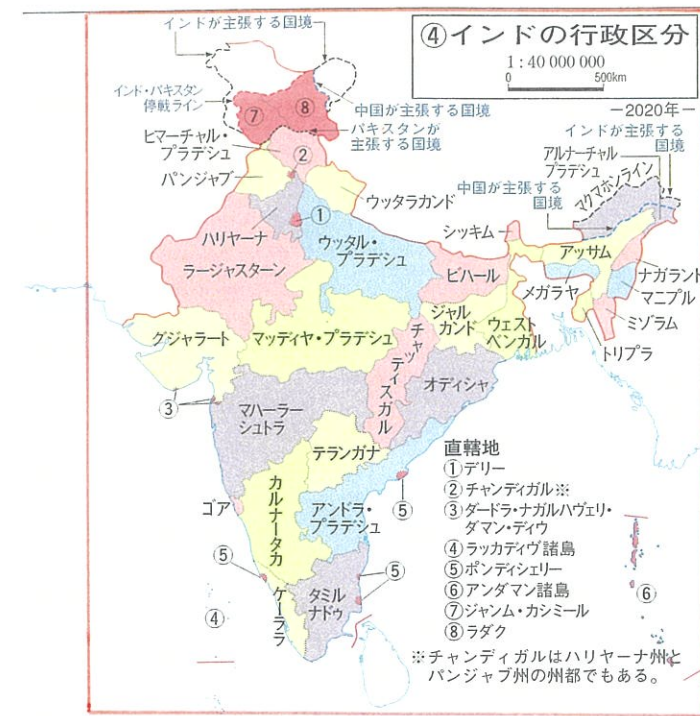 ④インドの行政区分
1:40 000 000
0 500km
―2020年―
インドが主張する国境
インド・パキスタン
停戦ライン
⑦
⑧
中国が主張する国境
パキスタンが
主張する国境
ヒマーチャル・
プラデシュ
②
パンジャブ
ウッタラカンド
インドが主張する
国境
アルナーチャル
プラデシュ
中国が主張する
国境
マクマホンライン
①
ハリヤーナ
ウッタル・
プラデシュ
ラージャスターン
シッキム
アッサム
ビハール
メガラヤ
ナガランド
マニプル
ミゾラム
トリプラ
グジャラート
マッディヤ・プラデシュ
ジャル
カンド
ウェスト
ベンガル
チャッティスガル
オディシャ
③
マハーラー
シュトラ
テランガナ
ゴア
カルナータカ
アンドラ・
プラデシュ
⑤
⑤
⑤
ケーララ
タミル
ナドゥ
④
⑥
直轄地
①デリー
②チャンディガル※
③ダードラ・ナガルハヴェリ・
ダマン・ディウ
④ラッカディヴ諸島
⑤ポンディシェリー
⑥アンダマン諸島
⑦ジャンム・カシミール
⑧ラダク
※チャンディガルはハリヤーナ州と
パンジャブ州の州都でもある。